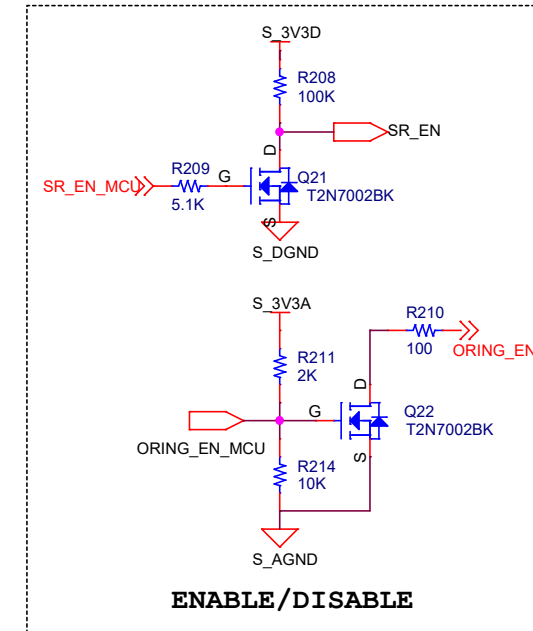 S_3V3D
R208
100K
SR_EN
D
R209
G
Q21
SR_EN_MCU
T2N7002BK
5.1K
S
S_DGND
S_3V3A
R210
R211
100
ORING_EN
2K
D
G
Q22
T2N7002BK
ORING_EN_MCU
S
R214
10K
S_AGND
ENABLE/DISABLE